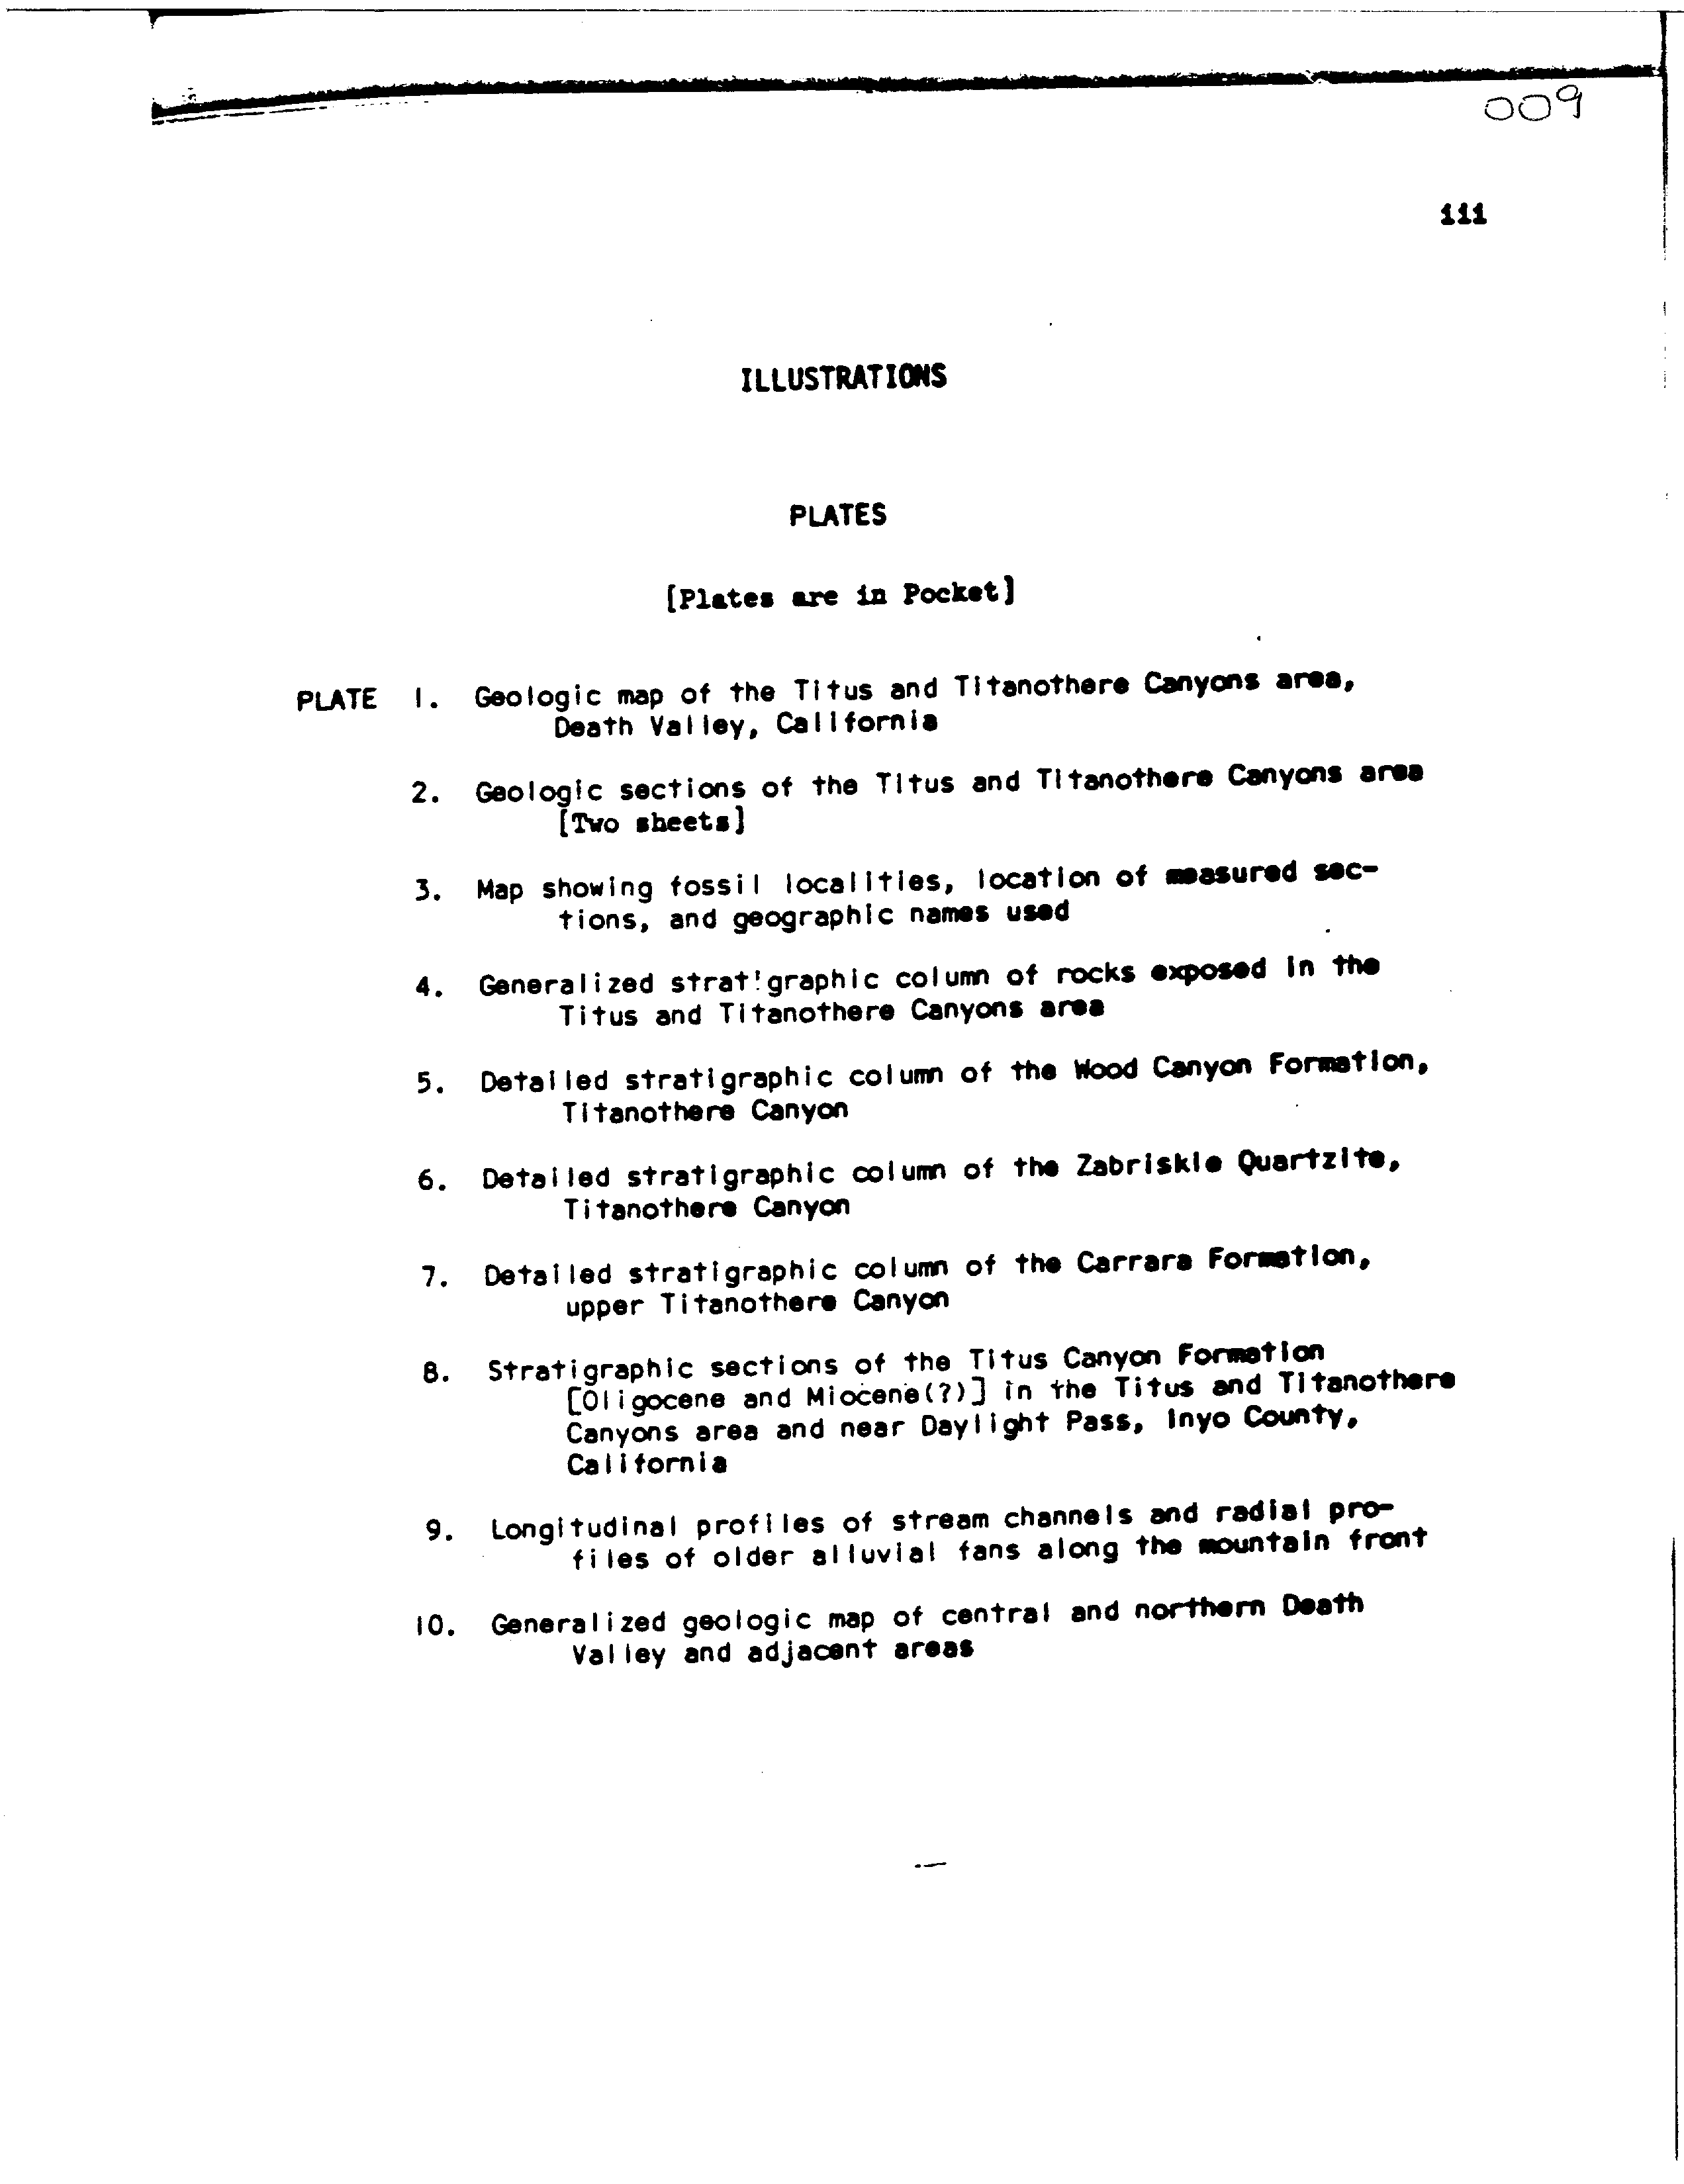 009
iii
ILLUSTRATIONS
PLATES
[Plates are in Pocket]
PLATE 1. Geologic map of the Titus and Titanothere Canyons area,
Death Valley, California
2. Geologic sections of the Titus and Titanothere Canyons area
[Two sheets]
3. Map showing fossil localities, location of measured sec-
tions, and geographic names used
4. Generalized stratigraphic column of rocks exposed in the
Titus and Titanothere Canyons area
5. Detailed stratigraphic column of the Wood Canyon Formation,
Titanothere Canyon
6. Detailed stratigraphic column of the Zabriskie Quartzite,
Titanothere Canyon
7. Detailed stratigraphic column of the Carrara Formation,
upper Titanothere Canyon
8. Stratigraphic sections of the Titus Canyon Formation
[Oligocene and Miocene(?)] in the Titus and Titanothere
Canyons area and near Daylight Pass, Inyo County,
California
9. Longitudinal profiles of stream channels and radial pro-
files of older alluvial fans along the mountain front
10. Generalized geologic map of central and northern Death
Valley and adjacent areas